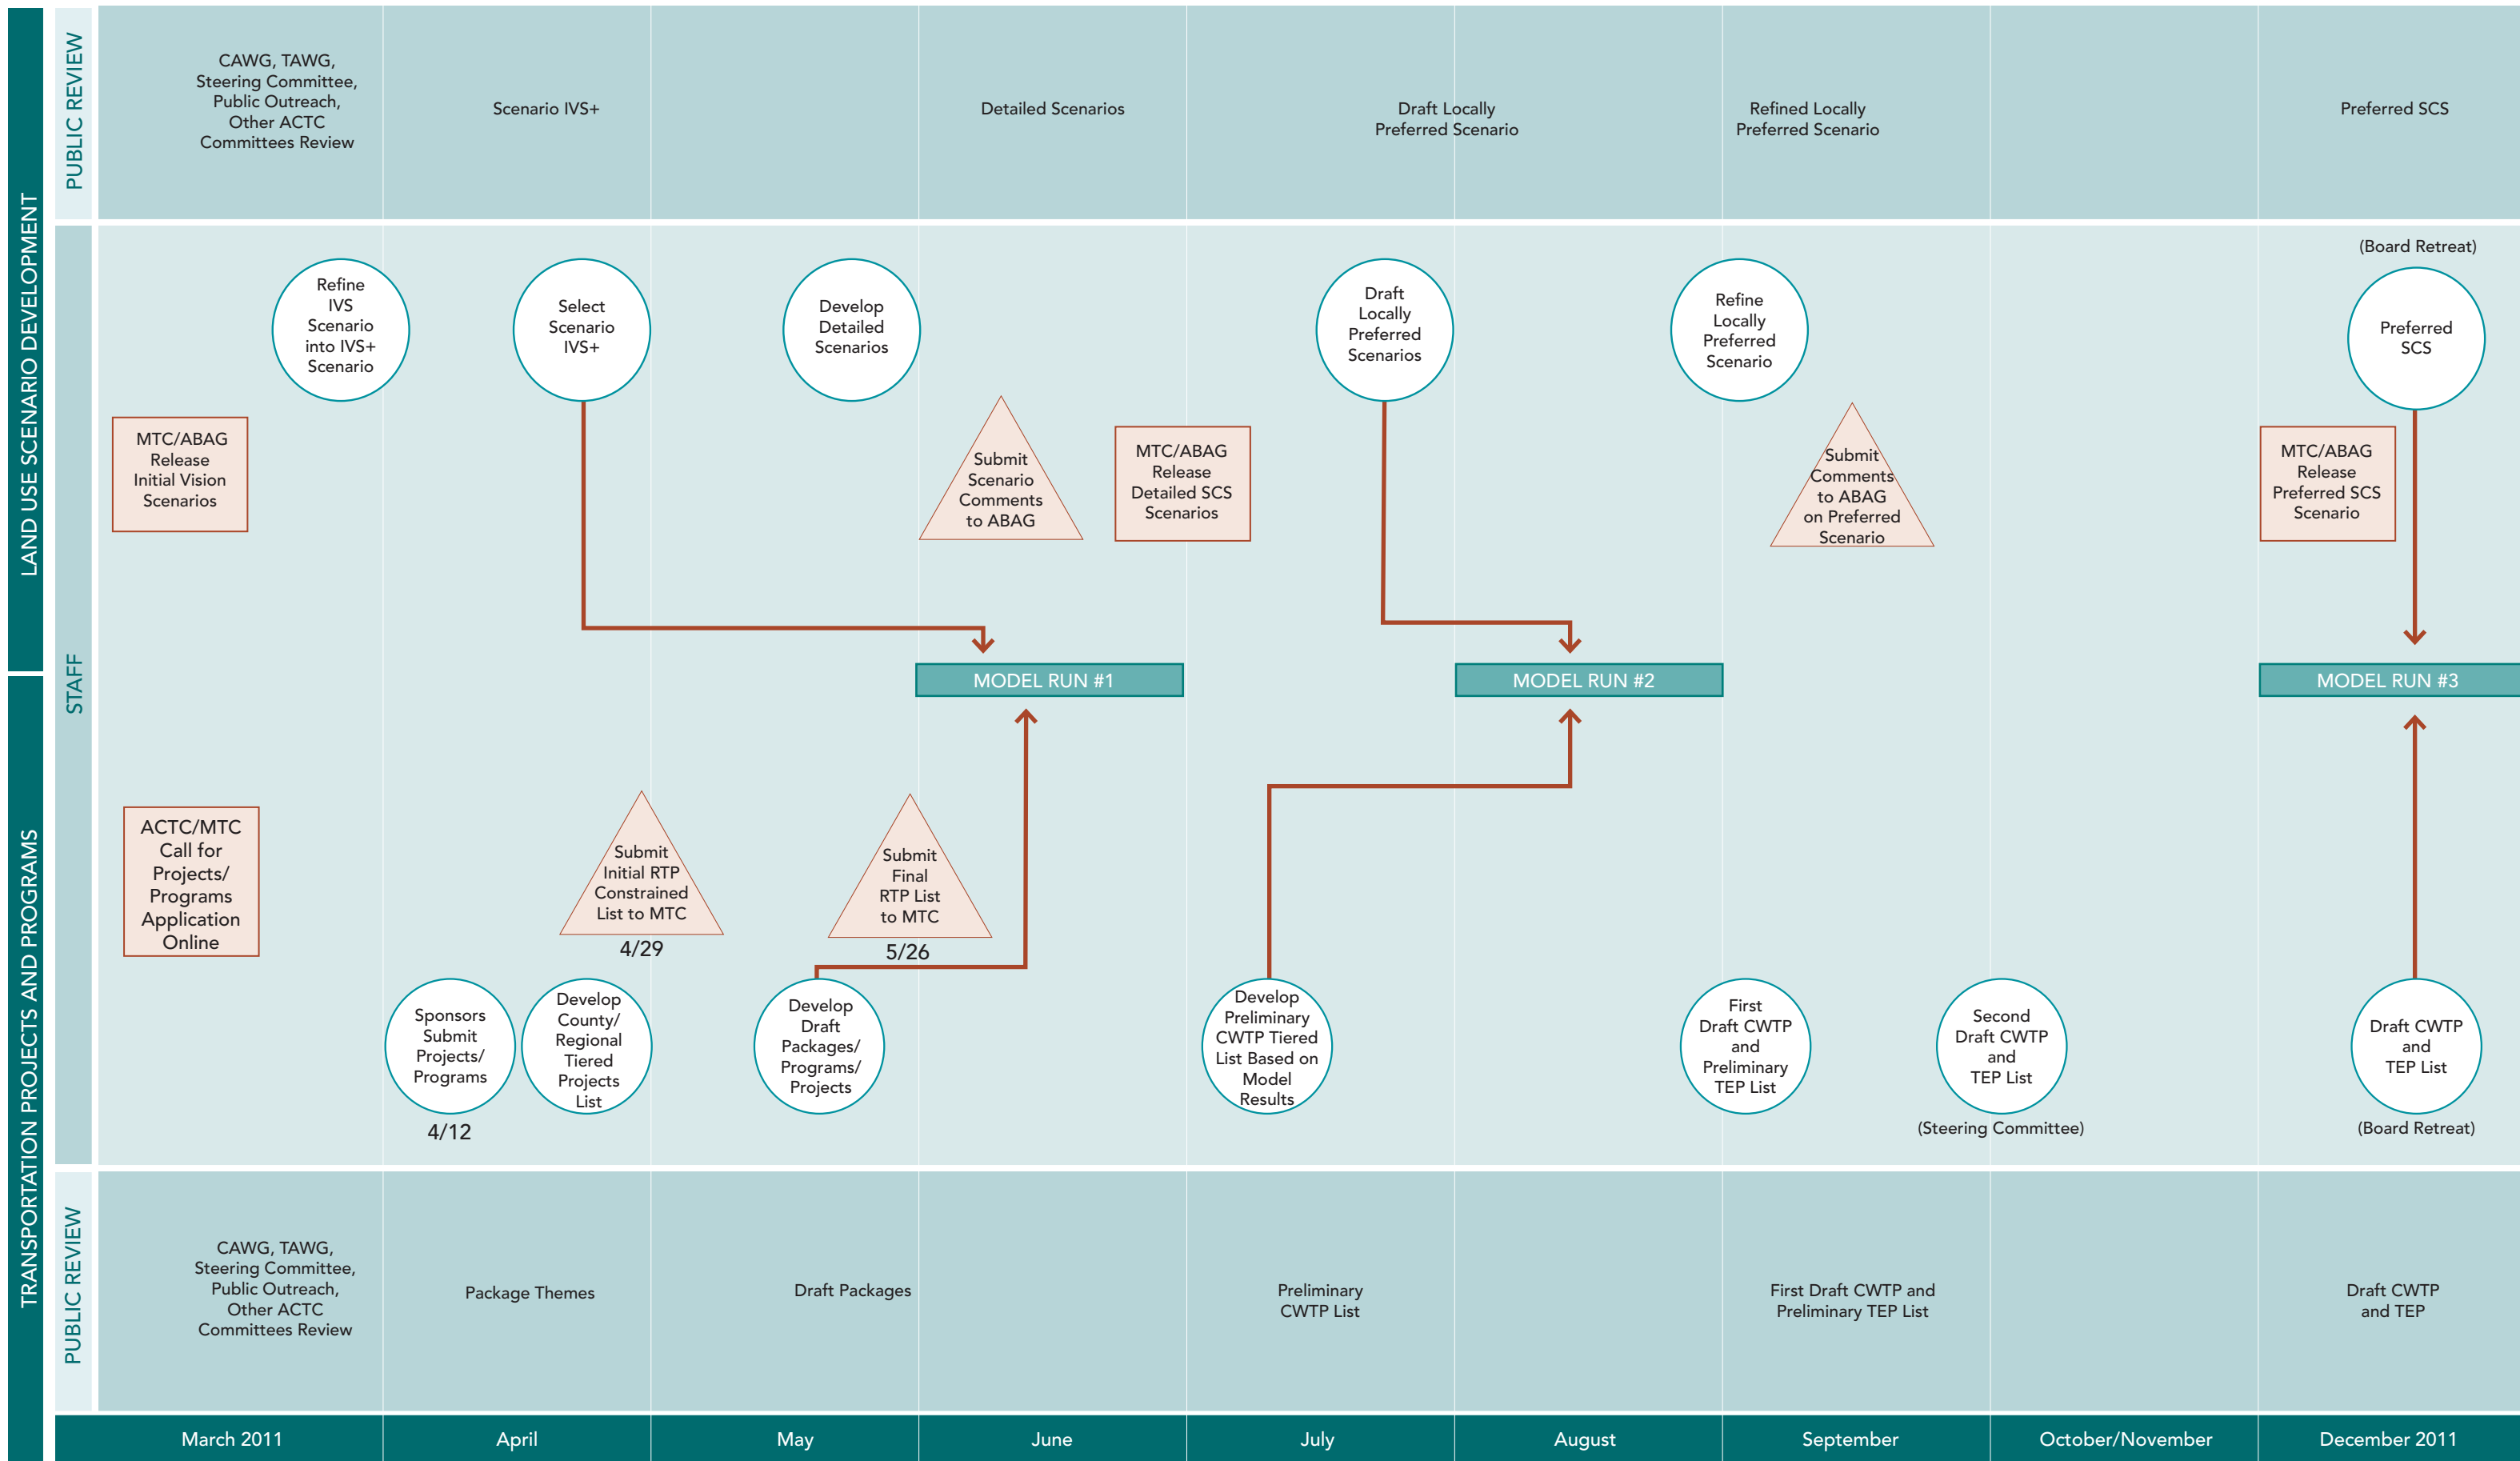 LAND USE SCENARIO DEVELOPMENT
PUBLIC REVIEW
CAWG, TAWG,
Steering Committee,
Public Outreach,
Other ACTC
Committees Review
Scenario IVS+
Detailed Scenarios
Draft Locally
Preferred Scenario
Refined Locally
Preferred Scenario
Preferred SCS
STAFF
Refine
IVS
Scenario
into IVS+
Scenario
Select
Scenario
IVS+
Develop
Detailed
Scenarios
Draft
Locally
Preferred
Scenarios
Refine
Locally
Preferred
Scenario
(Board Retreat)
Preferred
SCS
MTC/ABAG
Release
Initial Vision
Scenarios
Submit
Scenario
Comments
to ABAG
MTC/ABAG
Release
Detailed SCS
Scenarios
Submit
Comments
to ABAG
on Preferred
Scenario
MTC/ABAG
Release
Preferred SCS
Scenario
MODEL RUN #1
MODEL RUN #2
MODEL RUN #3
TRANSPORTATION PROJECTS AND PROGRAMS
ACTC/MTC
Call for
Projects/
Programs
Application
Online
Submit
Initial RTP
Constrained
List to MTC
4/29
Submit
Final
RTP List
to MTC
5/26
Sponsors
Submit
Projects/
Programs
4/12
Develop
County/
Regional
Tiered
Projects
List
Develop
Draft
Packages/
Programs/
Projects
Develop
Preliminary
CWTP Tiered
List Based on
Model
Results
First
Draft CWTP
and
Preliminary
TEP List
Second
Draft CWTP
and
TEP List
(Steering Committee)
Draft CWTP
and
TEP List
(Board Retreat)
PUBLIC REVIEW
CAWG, TAWG,
Steering Committee,
Public Outreach,
Other ACTC
Committees Review
Package Themes
Draft Packages
Preliminary
CWTP List
First Draft CWTP and
Preliminary TEP List
Draft CWTP
and TEP
March 2011
April
May
June
July
August
September
October/November
December 2011